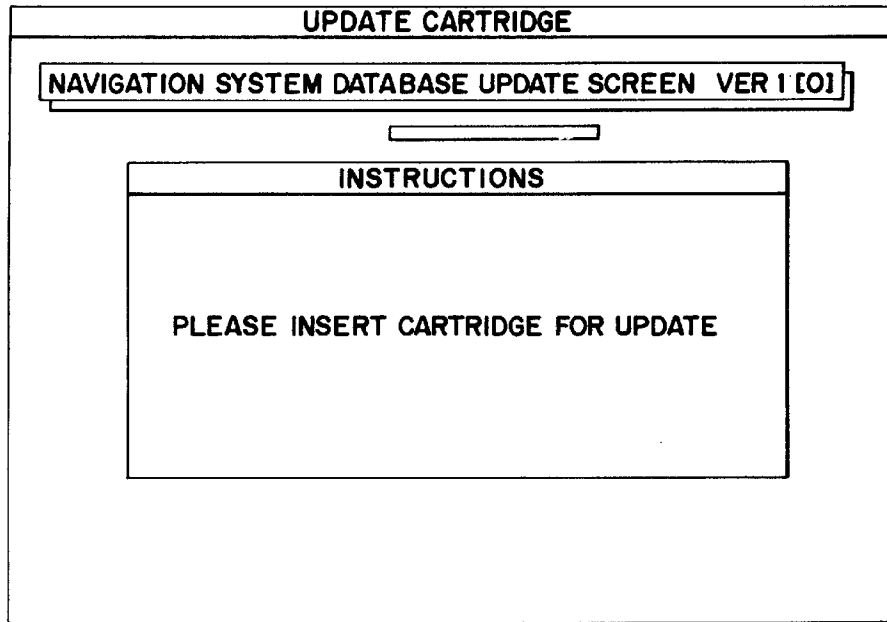 UPDATE CARTRIDGE
NAVIGATION SYSTEM DATABASE UPDATE SCREEN VER 1 [0]
INSTRUCTIONS
PLEASE INSERT CARTRIDGE FOR UPDATE